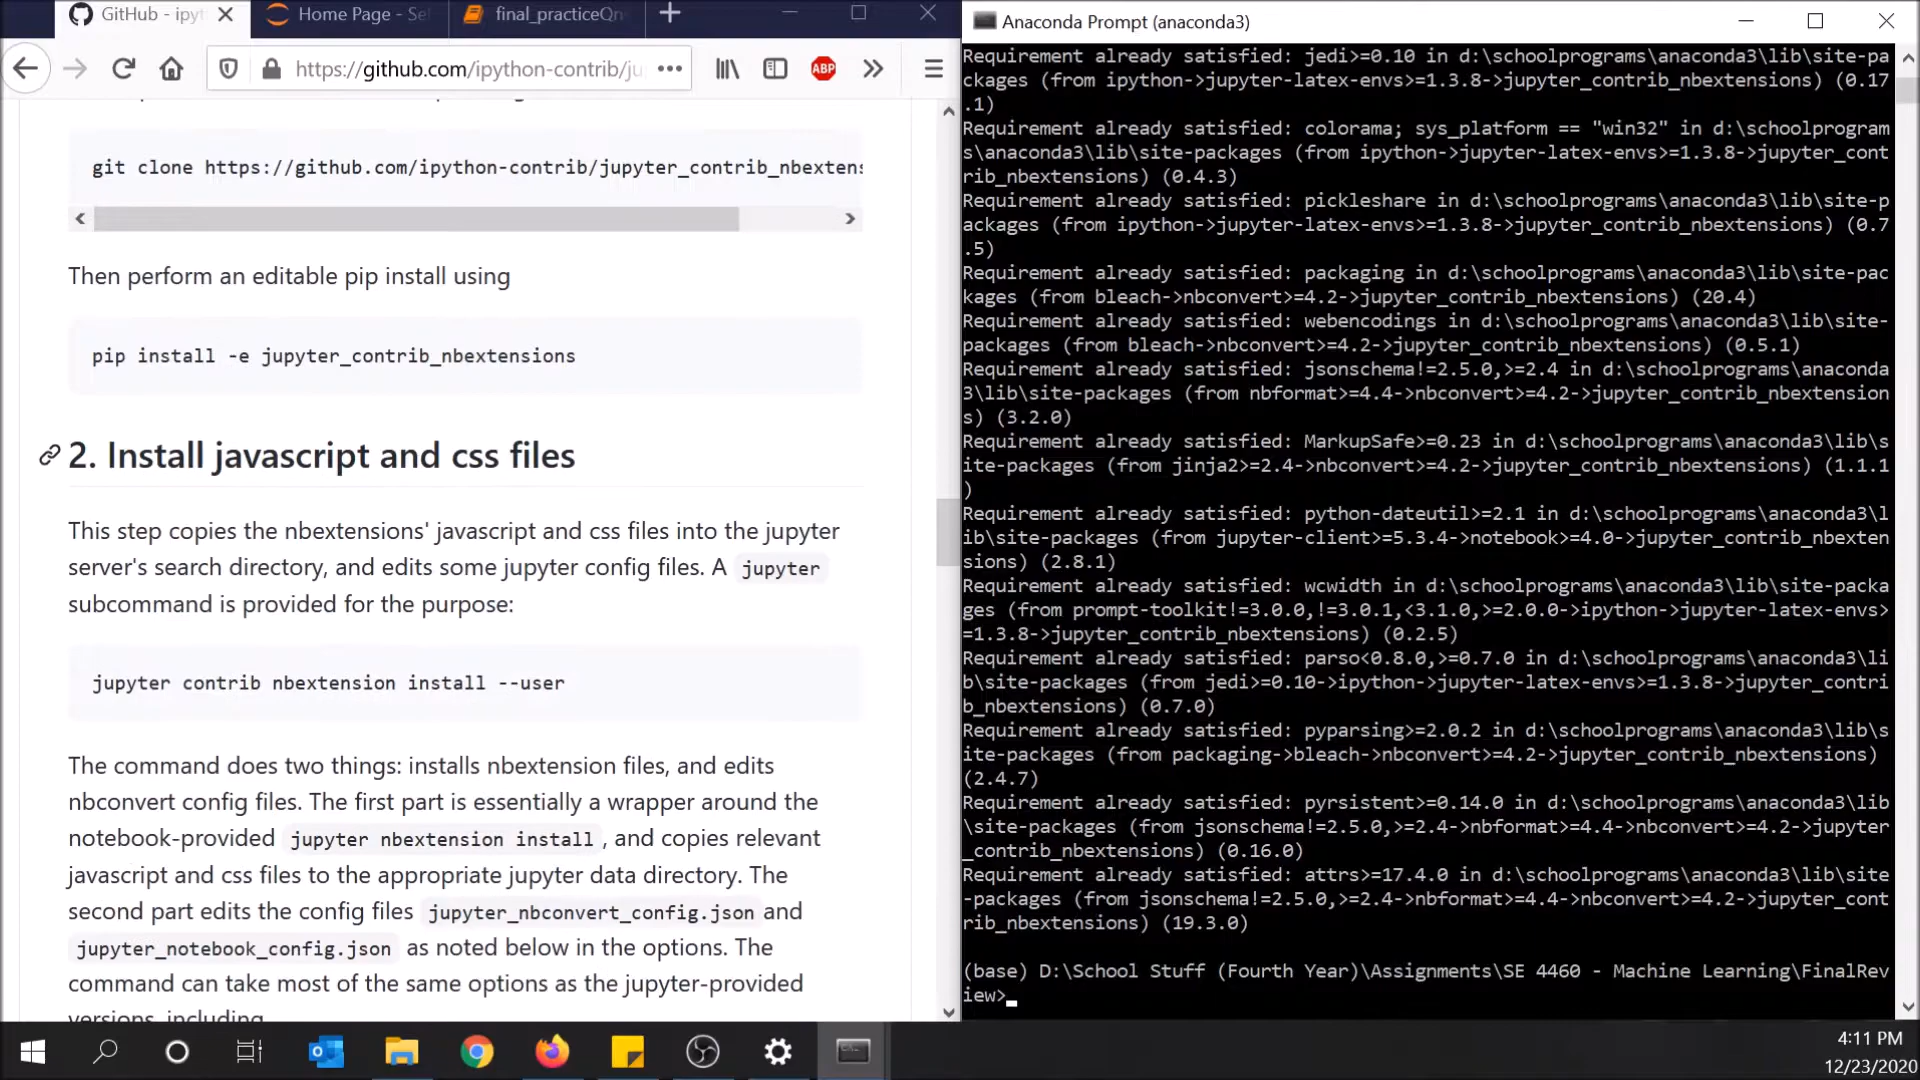 GitHub - ipyt
Home Page - Se
final_practiceQn
https://github.com/ipython-contrib/ju
ABP
git clone https://github.com/ipython-contrib/jupyter_contrib_nbextens
Then perform an editable pip install using
pip install -e jupyter_contrib_nbextensions
2. Install javascript and css files
This step copies the nbextensions' javascript and css files into the jupyter
server's search directory, and edits some jupyter config files. A jupyter
subcommand is provided for the purpose:
jupyter contrib nbextension install --user
The command does two things: installs nbextension files, and edits
nbconvert config files. The first part is essentially a wrapper around the
notebook-provided jupyter nbextension install , and copies relevant
javascript and css files to the appropriate jupyter data directory. The
second part edits the config files jupyter_nbconvert_config.json and
jupyter_notebook_config.json as noted below in the options. The
command can take most of the same options as the jupyter-provided
versions, including
Anaconda Prompt (anaconda3)
Requirement already satisfied: jedi>=0.10 in d:\schoolprograms\anaconda3\lib\site-pa
ckages (from ipython->jupyter-latex-envs>=1.3.8->jupyter_contrib_nbextensions) (0.17
.1)
Requirement already satisfied: colorama; sys_platform == "win32" in d:\schoolprogram
s\anaconda3\lib\site-packages (from ipython->jupyter-latex-envs>=1.3.8->jupyter_cont
rib_nbextensions) (0.4.3)
Requirement already satisfied: pickleshare in d:\schoolprograms\anaconda3\lib\site-p
ackages (from ipython->jupyter-latex-envs>=1.3.8->jupyter_contrib_nbextensions) (0.7
.5)
Requirement already satisfied: packaging in d:\schoolprograms\anaconda3\lib\site-pac
kages (from bleach->nbconvert>=4.2->jupyter_contrib_nbextensions) (20.4)
Requirement already satisfied: webencodings in d:\schoolprograms\anaconda3\lib\site-
packages (from bleach->nbconvert>=4.2->jupyter_contrib_nbextensions) (0.5.1)
Requirement already satisfied: jsonschema!=2.5.0,>=2.4 in d:\schoolprograms\anaconda
3\lib\site-packages (from nbformat>=4.4->nbconvert>=4.2->jupyter_contrib_nbextension
s) (3.2.0)
Requirement already satisfied: MarkupSafe>=0.23 in d:\schoolprograms\anaconda3\lib\s
ite-packages (from jinja2>=2.4->nbconvert>=4.2->jupyter_contrib_nbextensions) (1.1.1
)
Requirement already satisfied: python-dateutil>=2.1 in d:\schoolprograms\anaconda3\l
ib\site-packages (from jupyter-client>=5.3.4->notebook>=4.0->jupyter_contrib_nbexten
sions) (2.8.1)
Requirement already satisfied: wcwidth in d:\schoolprograms\anaconda3\lib\site-packa
ges (from prompt-toolkit!=3.0.0,!=3.0.1,<3.1.0,>=2.0.0->ipython->jupyter-latex-envs>
=1.3.8->jupyter_contrib_nbextensions) (0.2.5)
Requirement already satisfied: parso<0.8.0,>=0.7.0 in d:\schoolprograms\anaconda3\li
b\site-packages (from jedi>=0.10->ipython->jupyter-latex-envs>=1.3.8->jupyter_contri
b_nbextensions) (0.7.0)
Requirement already satisfied: pyparsing>=2.0.2 in d:\schoolprograms\anaconda3\lib\s
ite-packages (from packaging->bleach->nbconvert>=4.2->jupyter_contrib_nbextensions)
(2.4.7)
Requirement already satisfied: pyrsistent>=0.14.0 in d:\schoolprograms\anaconda3\lib
\site-packages (from jsonschema!=2.5.0,>=2.4->nbformat>=4.4->nbconvert>=4.2->jupyter
_contrib_nbextensions) (0.16.0)
Requirement already satisfied: attrs>=17.4.0 in d:\schoolprograms\anaconda3\lib\site
-packages (from jsonschema!=2.5.0,>=2.4->nbformat>=4.4->nbconvert>=4.2->jupyter_cont
rib_nbextensions) (19.3.0)
(base) D:\School Stuff (Fourth Year)\Assignments\SE 4460 - Machine Learning\FinalRev
iew>
4:11 PM
12/23/2020